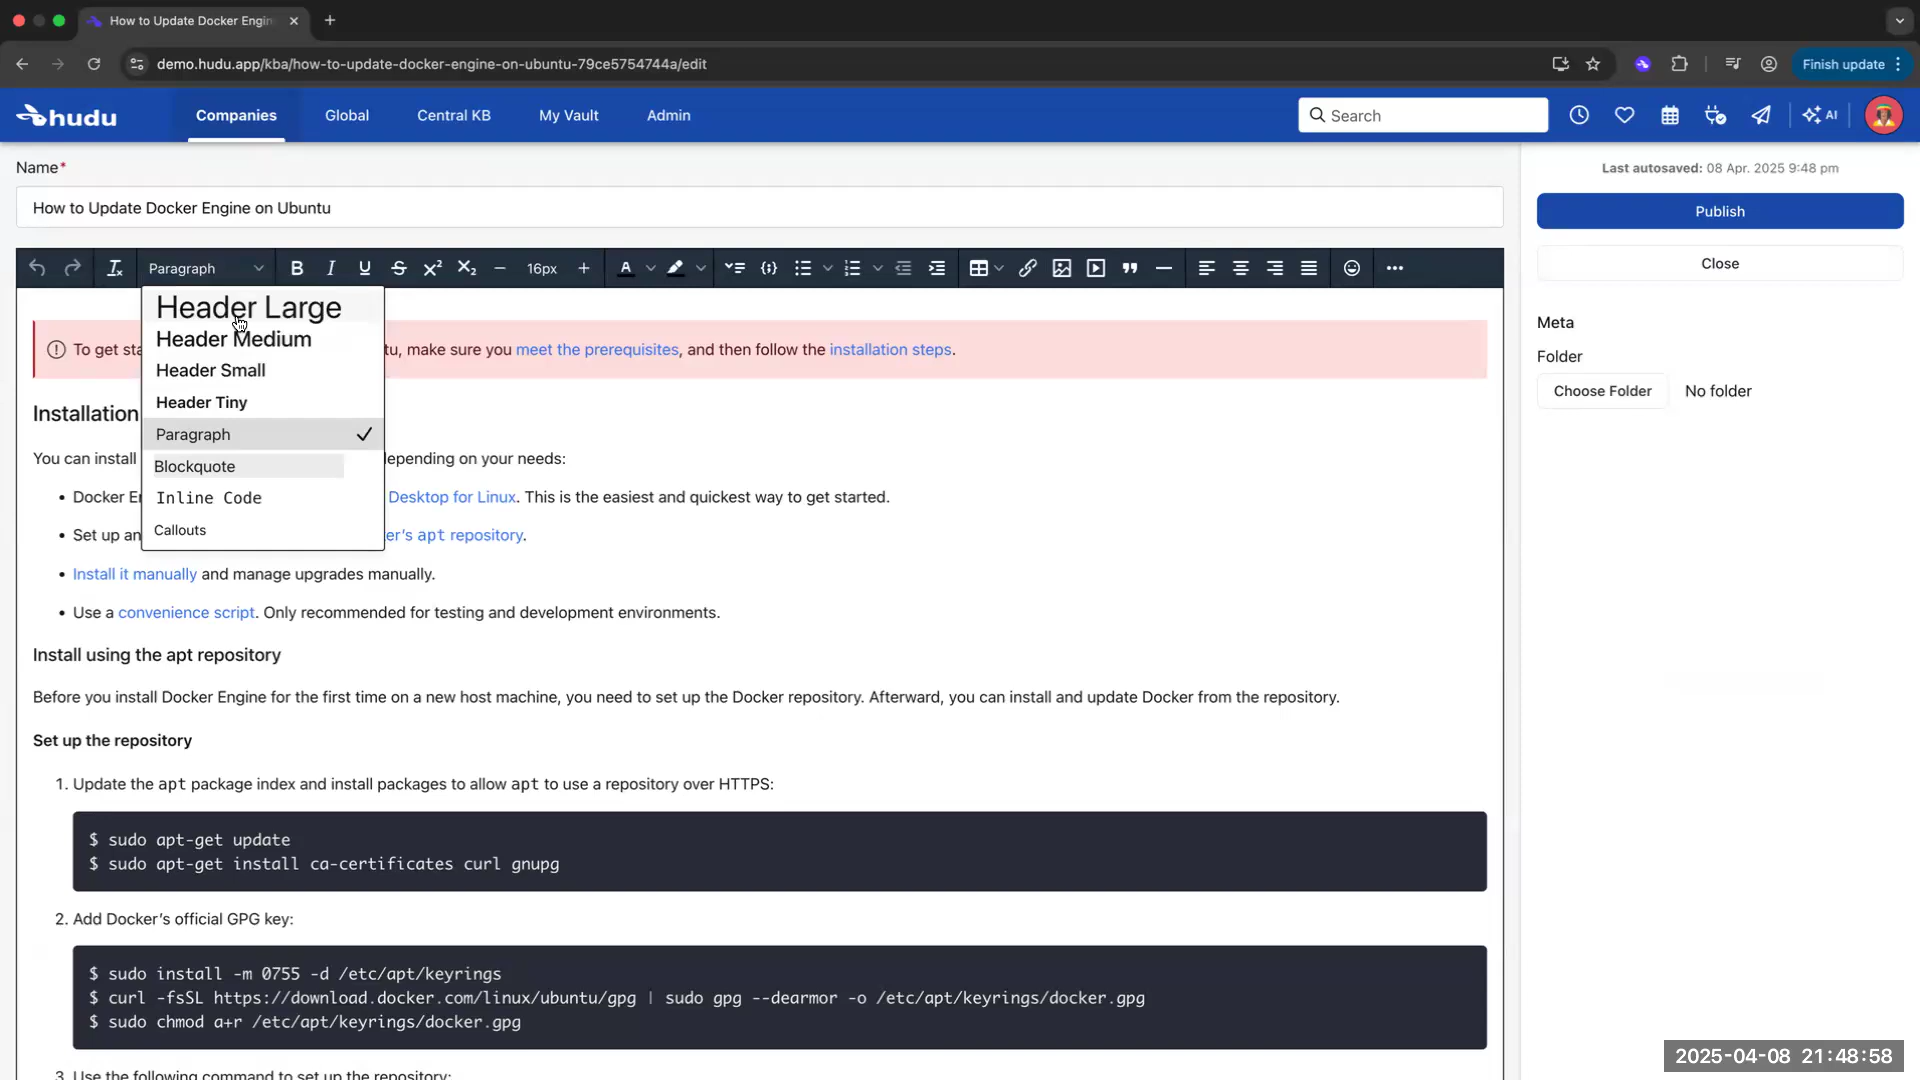 How to Update Docker Engin
demo.hudu.app/kba/how-to-update-docker-engine-on-ubuntu-79ce5754744a/edit
Finish update
hudu
Companies
Global
Central KB
My Vault
Admin
Search
AI
Name*
How to Update Docker Engine on Ubuntu
Last autosaved: 08 Apr. 2025 9:48 pm
Publish
Close
Meta
Folder
Choose Folder
No folder
Paragraph
16px
Header Large
Header Medium
Header Small
Header Tiny
Paragraph
Blockquote
Inline Code
Callouts
To get sta tu, make sure you meet the prerequisites, and then follow the installation steps.
Installation
You can install depending on your needs:
• Docker En Desktop for Linux. This is the easiest and quickest way to get started.
• Set up an er's apt repository.
• Install it manually and manage upgrades manually.
• Use a convenience script. Only recommended for testing and development environments.
Install using the apt repository
Before you install Docker Engine for the first time on a new host machine, you need to set up the Docker repository. Afterward, you can install and update Docker from the repository.
Set up the repository
1. Update the apt package index and install packages to allow apt to use a repository over HTTPS:
$ sudo apt-get update
$ sudo apt-get install ca-certificates curl gnupg
2. Add Docker's official GPG key:
$ sudo install -m 0755 -d /etc/apt/keyrings
$ curl -fsSL https://download.docker.com/linux/ubuntu/gpg | sudo gpg --dearmor -o /etc/apt/keyrings/docker.gpg
$ sudo chmod a+r /etc/apt/keyrings/docker.gpg
3. Use the following command to set up the repository:
2025-04-08 21:48:58